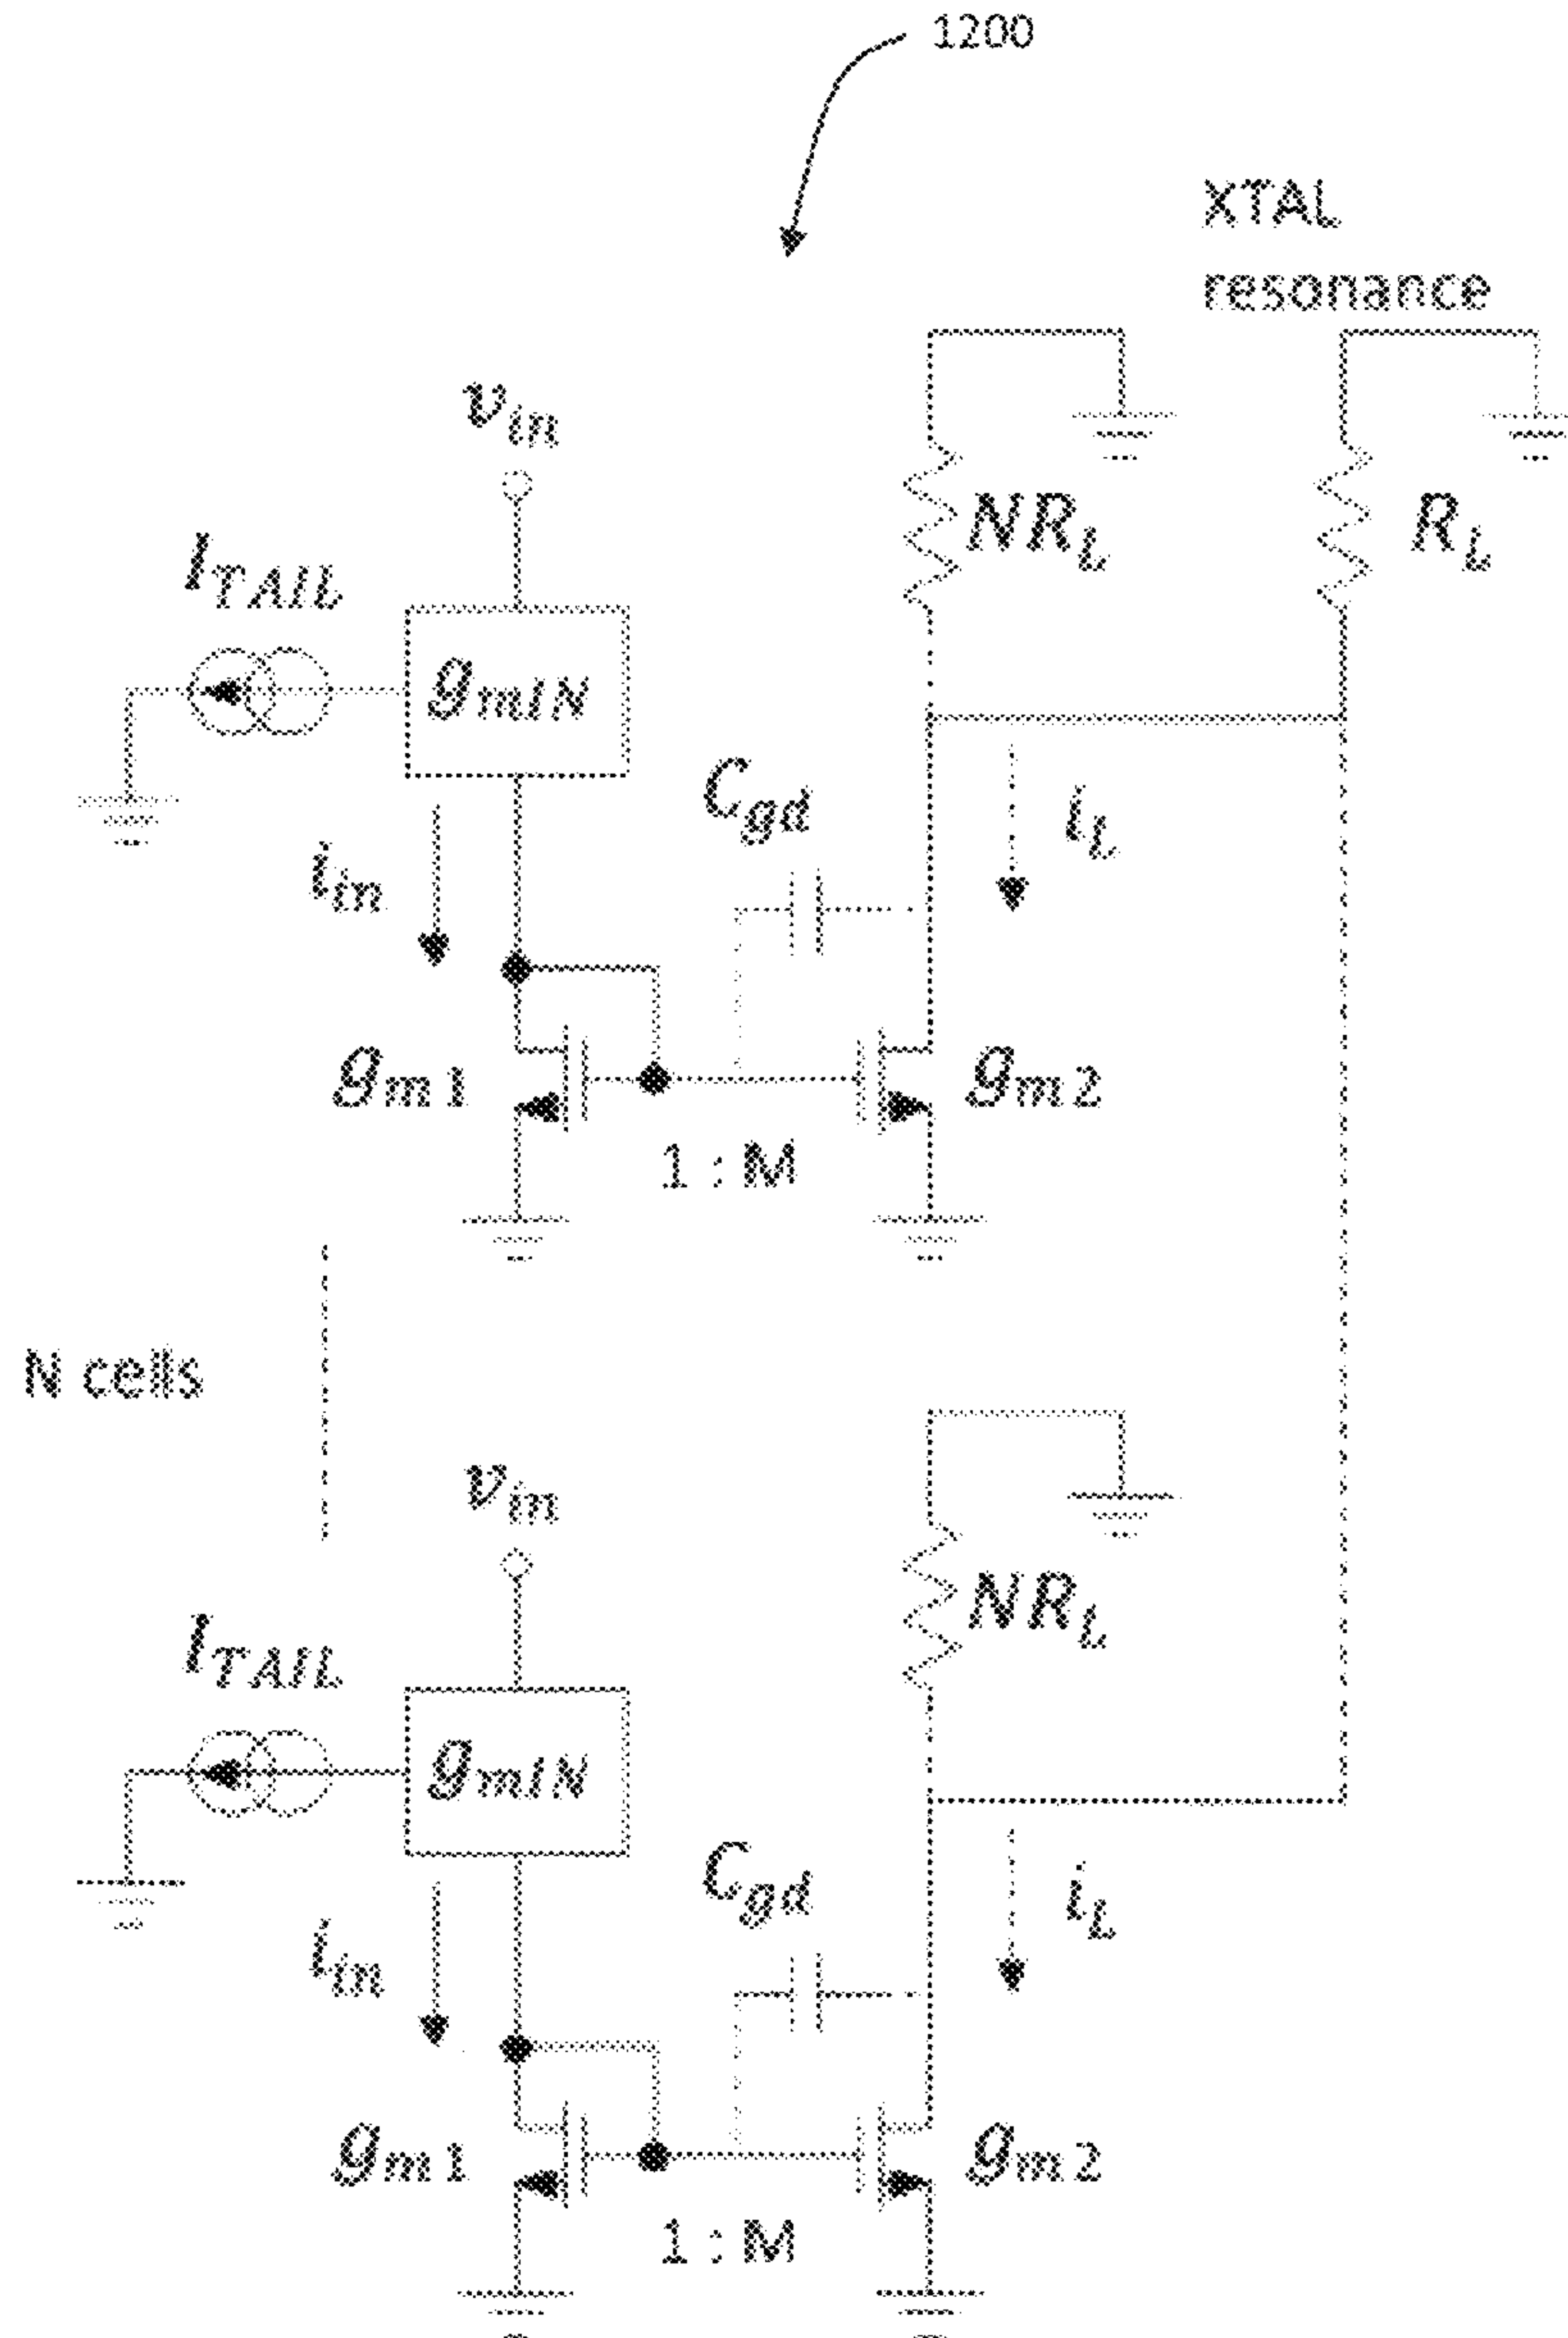 1200
XTAL
resonance
v_in
NR_L
R_L
I_TAIL
g_mIN
C_gd
i_L
i_in
g_m1
g_m2
1 : M
N cells
v_in
NR_L
I_TAIL
g_mIN
C_gd
i_L
i_in
g_m1
g_m2
1 : M